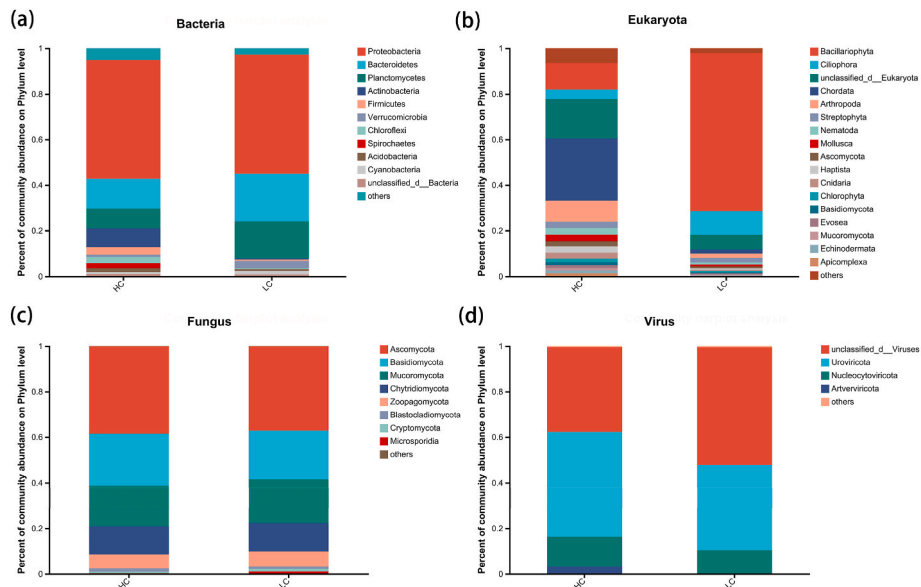 (a)
Bacteria
Percent of community abundance on Phylum level
1
0.8
0.6
0.4
0.2
0
HC
LC
Proteobacteria
Bacteroidetes
Planctomycetes
Actinobacteria
Firmicutes
Verrucomicrobia
Chloroflexi
Spirochaetes
Acidobacteria
Cyanobacteria
unclassified_d__Bacteria
others
(b)
Eukaryota
Percent of community abundance on Phylum level
1
0.8
0.6
0.4
0.2
0
HC
LC
Bacillariophyta
Ciliophora
unclassified_d__Eukaryota
Chordata
Arthropoda
Streptophyta
Nematoda
Mollusca
Ascomycota
Haptista
Cnidaria
Chlorophyta
Basidiomycota
Evosea
Mucoromycota
Echinodermata
Apicomplexa
others
(c)
Fungus
Percent of community abundance on Phylum level
1
0.8
0.6
0.4
0.2
0
HC
LC
Ascomycota
Basidiomycota
Mucoromycota
Chytridiomycota
Zoopagomycota
Blastocladiomycota
Cryptomycota
Microsporidia
others
(d)
Virus
Percent of community abundance on Phylum level
1
0.8
0.6
0.4
0.2
0
HC
LC
unclassified_d__Viruses
Uroviricota
Nucleocytoviricota
Artverviricota
others